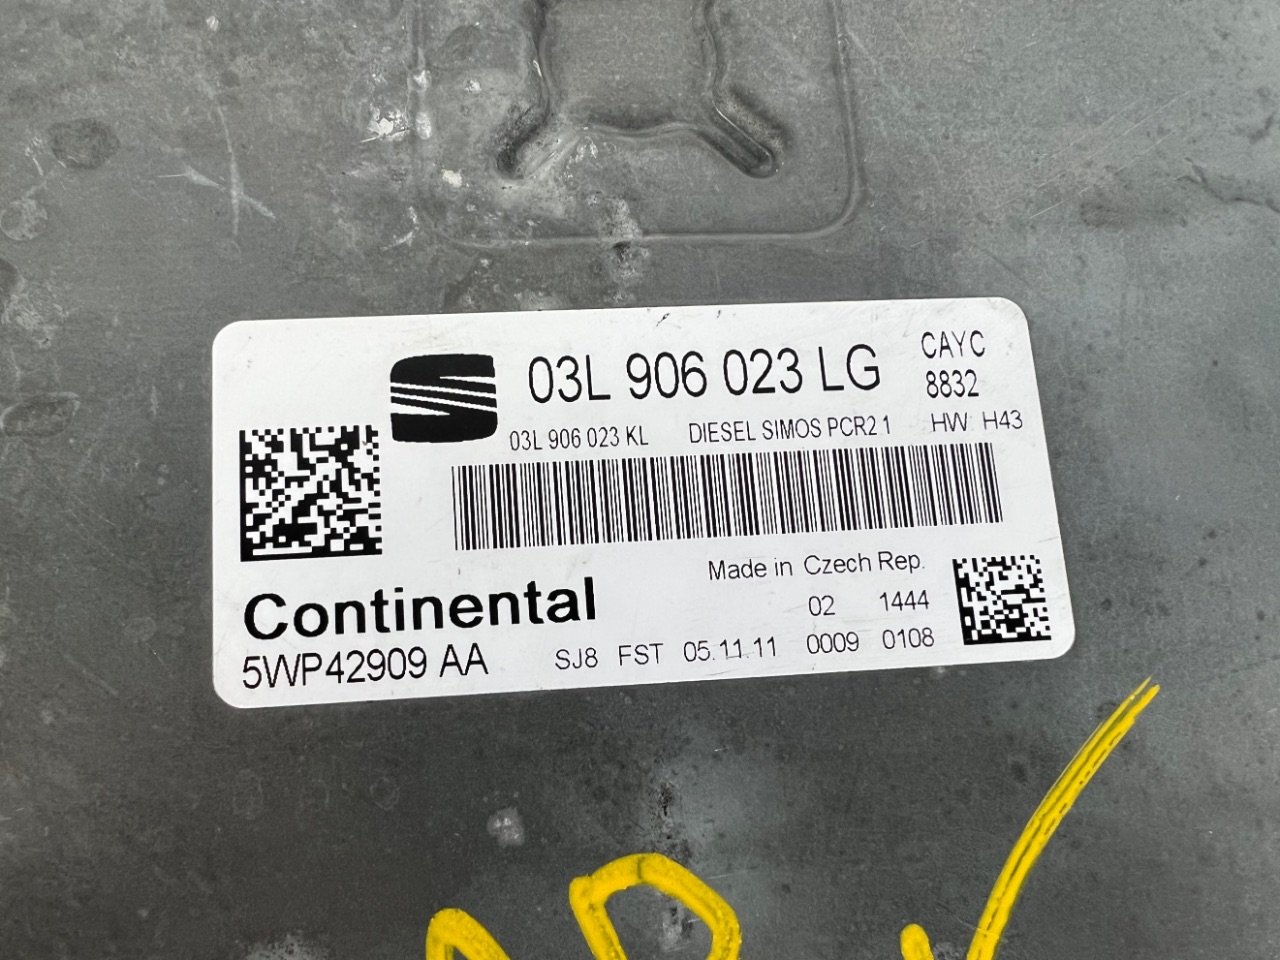 03L 906 023 LG
CAYC
8832
03L 906 023 KL DIESEL SIMOS PCR2 1 HW H43
Made in Czech Rep.
Continental
02 1444
5WP42909 AA SJ8 FST 05.11.11 0009 0108